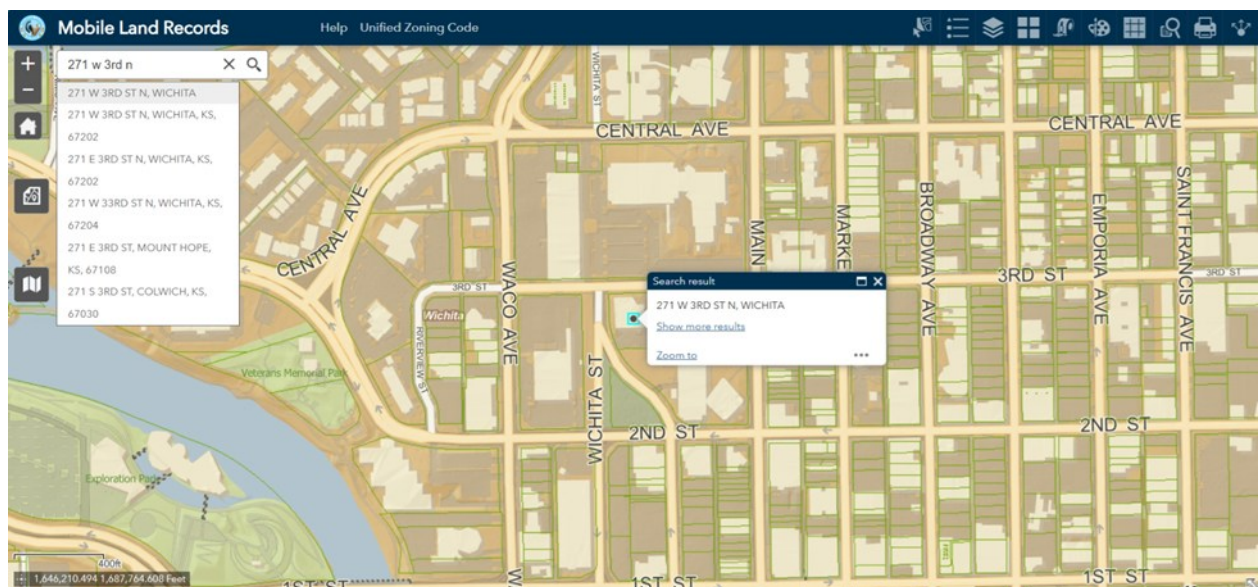 Mobile Land Records
Help Unified Zoning Code
271 w 3rd n
271 W 3RD ST N, WICHITA
271 W 3RD ST N, WICHITA, KS,
67202
271 E 3RD ST N, WICHITA, KS,
67202
271 W 33RD ST N, WICHITA, KS,
67204
271 E 3RD ST, MOUNT HOPE,
KS, 67108
271 S 3RD ST, COLWICH, KS,
67030
WICHITA ST
CENTRAL AVE
CENTRAL AVE
CENTRAL AVE
MAIN
MARKE
BROADWAY AVE
EMPORIA AVE
SAINT FRANCIS AVE
WACO AVE
3RD ST
3RD ST
3RD ST
Wichita
RIVERVIEW ST
Search result
271 W 3RD ST N, WICHITA
Show more results
Zoom to
Veterans Memorial Park
WICHITA ST
2ND ST
2ND ST
Exploration Park
400ft
1,646,210.494 1,687,764.608 Feet
1ST ST
W
1ST ST
1ST ST